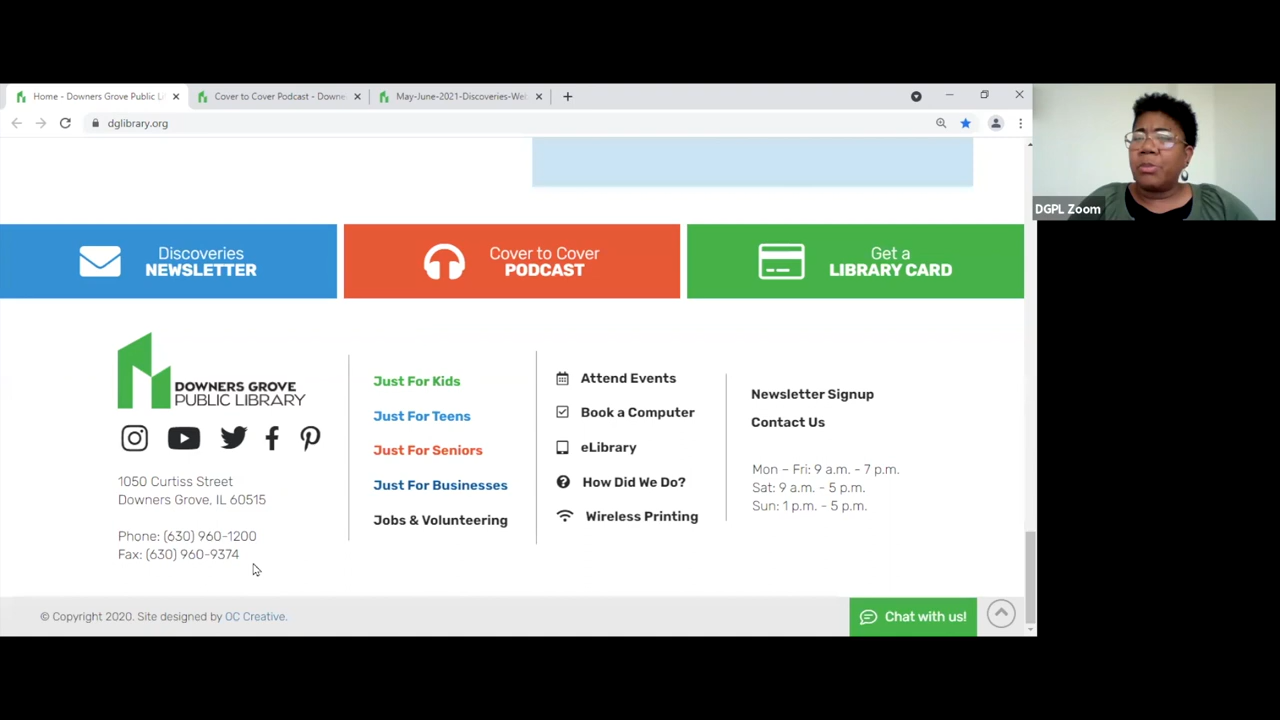 Home - Downers Grove Public Li
Cover to Cover Podcast - Downe
May-June-2021-Discoveries-Wel
dglibrary.org
DGPL Zoom
Discoveries
NEWSLETTER
Cover to Cover
PODCAST
Get a
LIBRARY CARD
DOWNERS GROVE
PUBLIC LIBRARY
1050 Curtiss Street
Downers Grove, IL 60515
Phone: (630) 960-1200
Fax: (630) 960-9374
Just For Kids
Just For Teens
Just For Seniors
Just For Businesses
Jobs & Volunteering
Attend Events
Book a Computer
eLibrary
How Did We Do?
Wireless Printing
Newsletter Signup
Contact Us
Mon – Fri: 9 a.m. - 7 p.m.
Sat: 9 a.m. - 5 p.m.
Sun: 1 p.m. - 5 p.m.
© Copyright 2020. Site designed by OC Creative.
Chat with us!